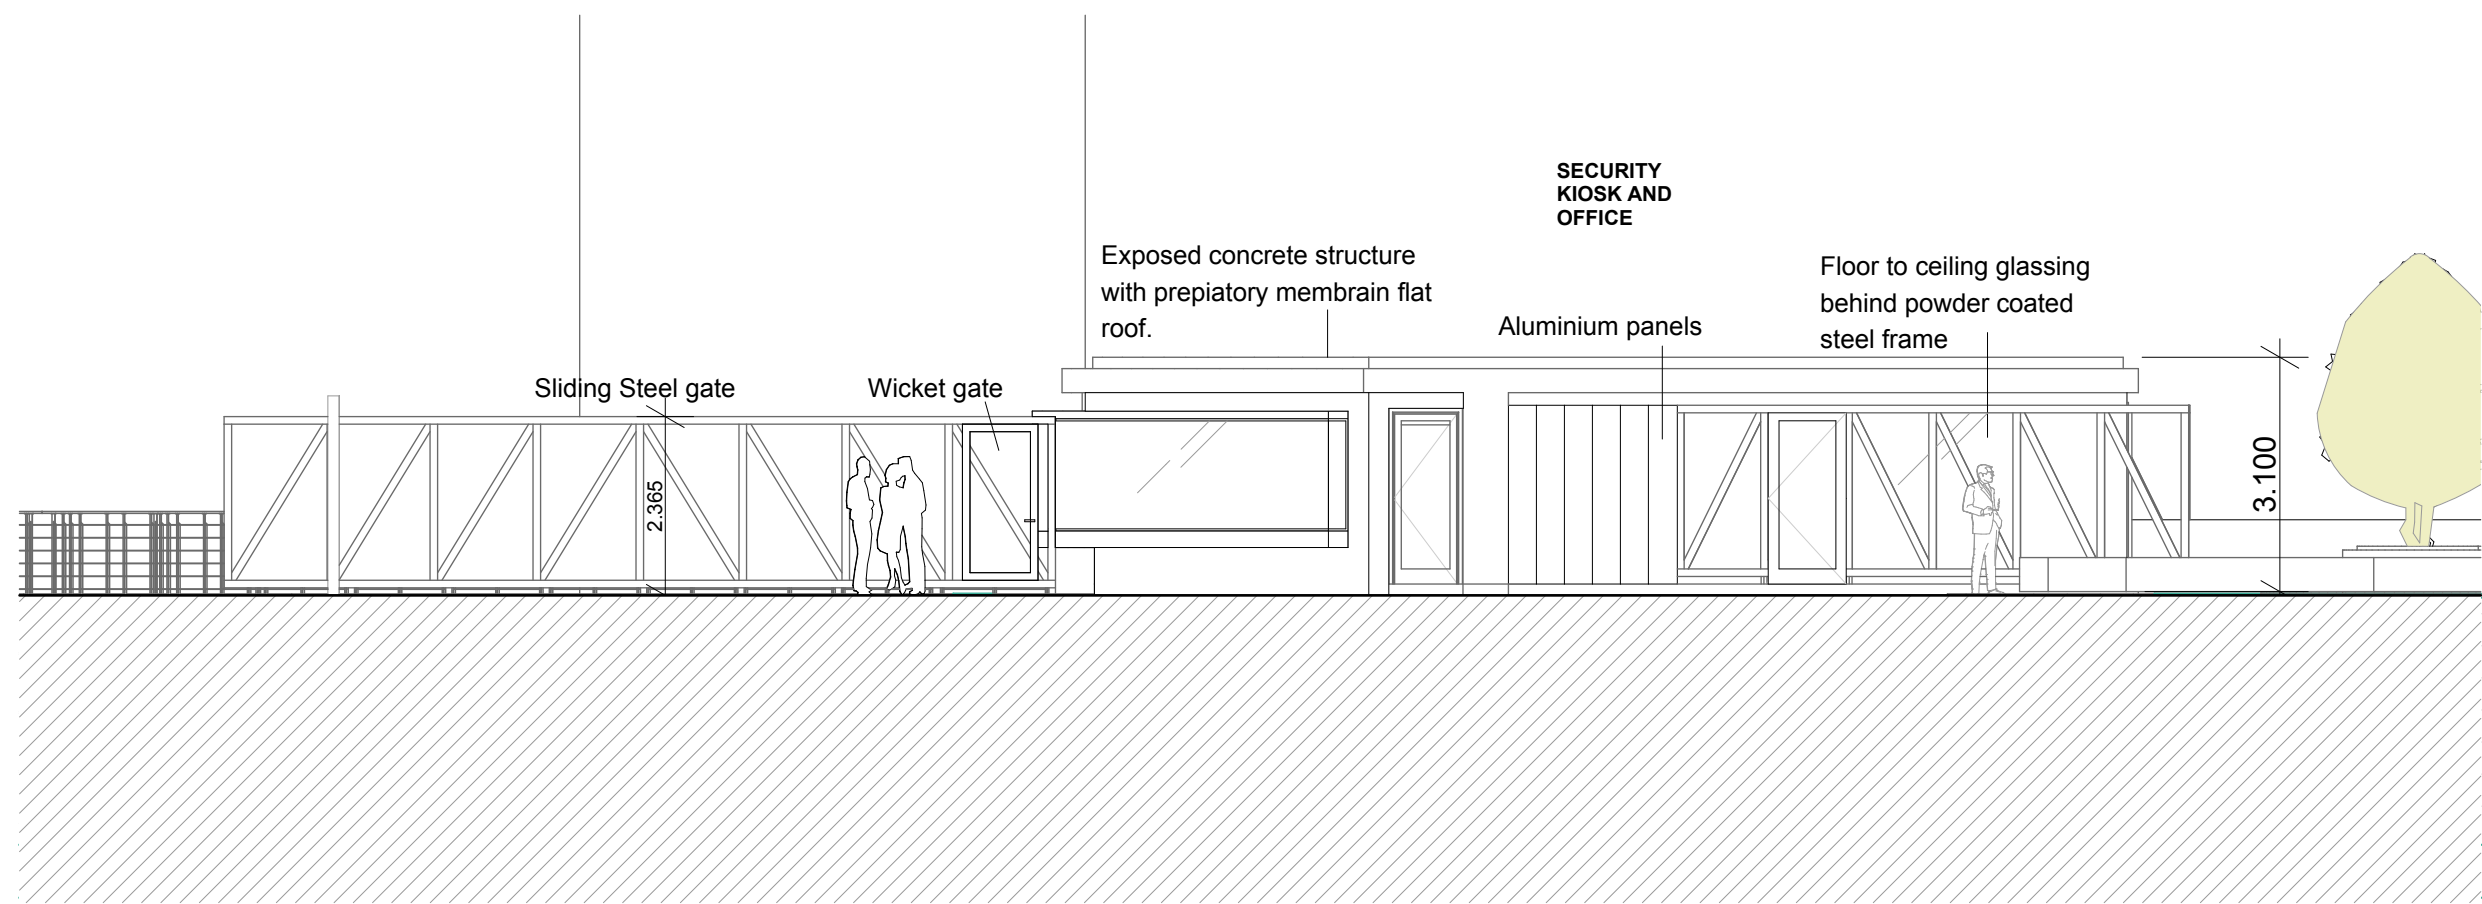 SECURITY
KIOSK AND
OFFICE
Exposed concrete structure
with prepiatory membrain flat
roof.
Floor to ceiling glassing
behind powder coated
steel frame
Aluminium panels
Sliding Steel gate
Wicket gate
2.365
3.100